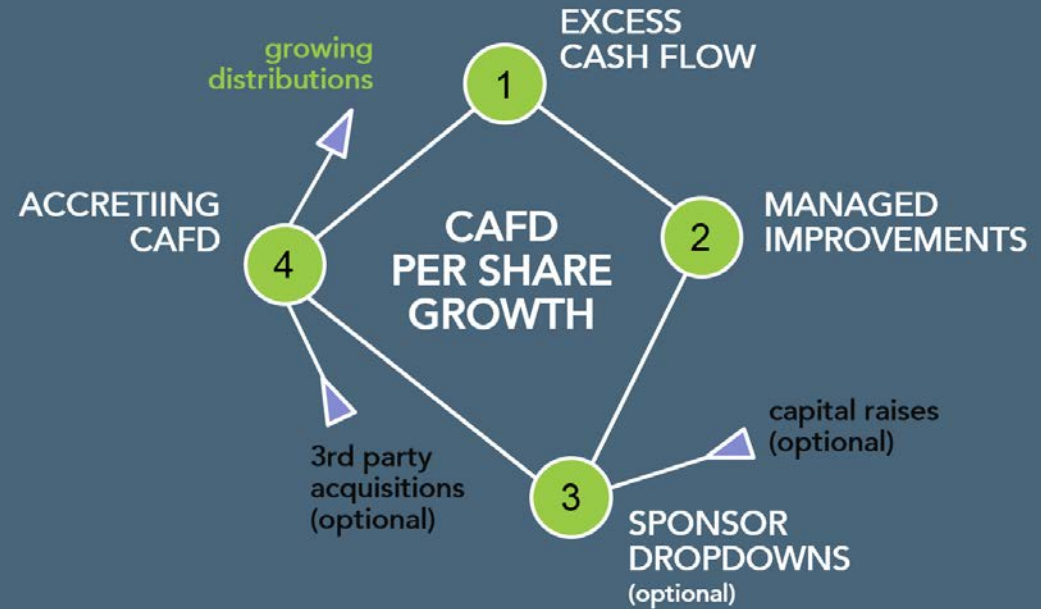 EXCESS
CASH FLOW
1
growing
distributions
ACCRETIING
CAFD
4
CAFD
PER SHARE
GROWTH
2
MANAGED
IMPROVEMENTS
capital raises
(optional)
3rd party
acquisitions
(optional)
3
SPONSOR
DROPDOWNS
(optional)